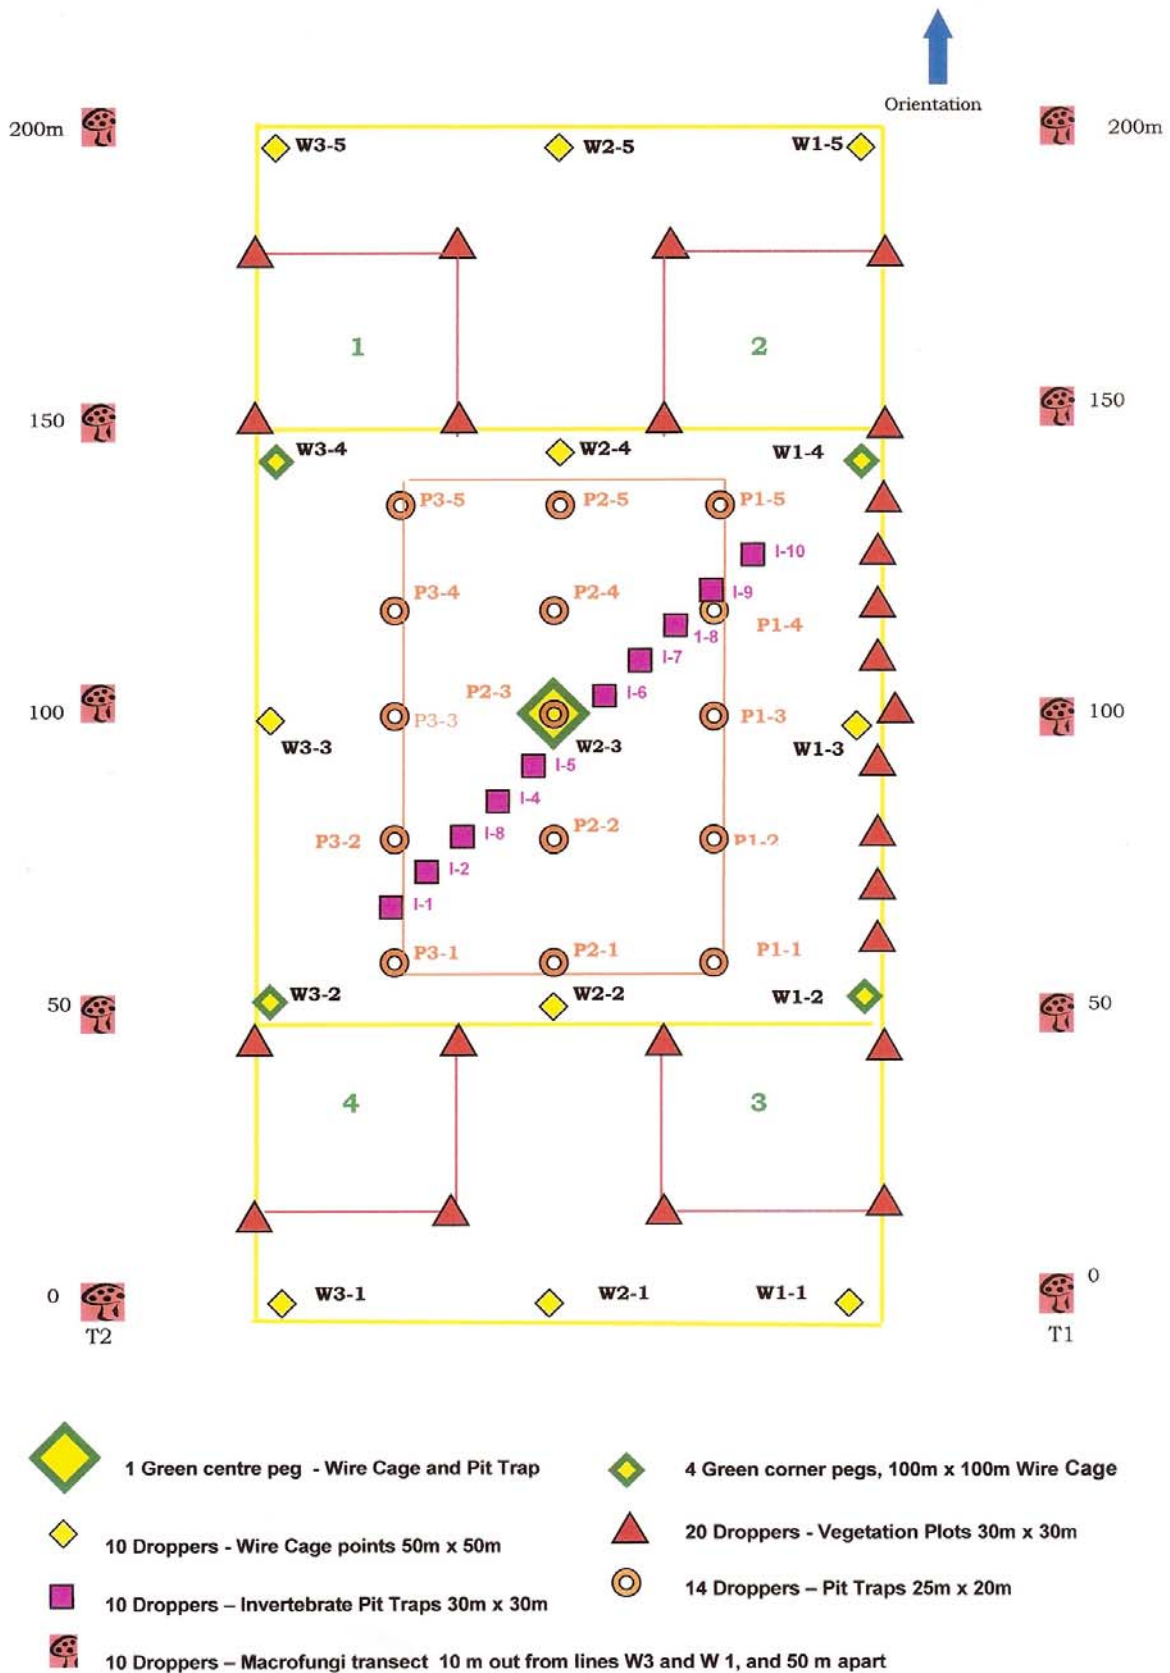 Orientation
200m
200m
W3-5
W2-5
W1-5
1
2
150
150
W3-4
W2-4
W1-4
P3-5
P2-5
P1-5
I-10
P3-4
P2-4
I-9
P1-4
1-8
I-7
P2-3
I-6
100
P3-3
P1-3
100
W3-3
W2-3
W1-3
I-5
I-4
P3-2
I-8
P2-2
P1-2
I-2
I-1
P3-1
P2-1
P1-1
W3-2
W2-2
W1-2
50
50
4
3
0
W3-1
W2-1
W1-1
0
T2
T1
1 Green centre peg - Wire Cage and Pit Trap
4 Green corner pegs, 100m x 100m Wire Cage
10 Droppers - Wire Cage points 50m x 50m
20 Droppers - Vegetation Plots 30m x 30m
10 Droppers – Invertebrate Pit Traps 30m x 30m
14 Droppers – Pit Traps 25m x 20m
10 Droppers – Macrofungi transect 10 m out from lines W3 and W 1, and 50 m apart